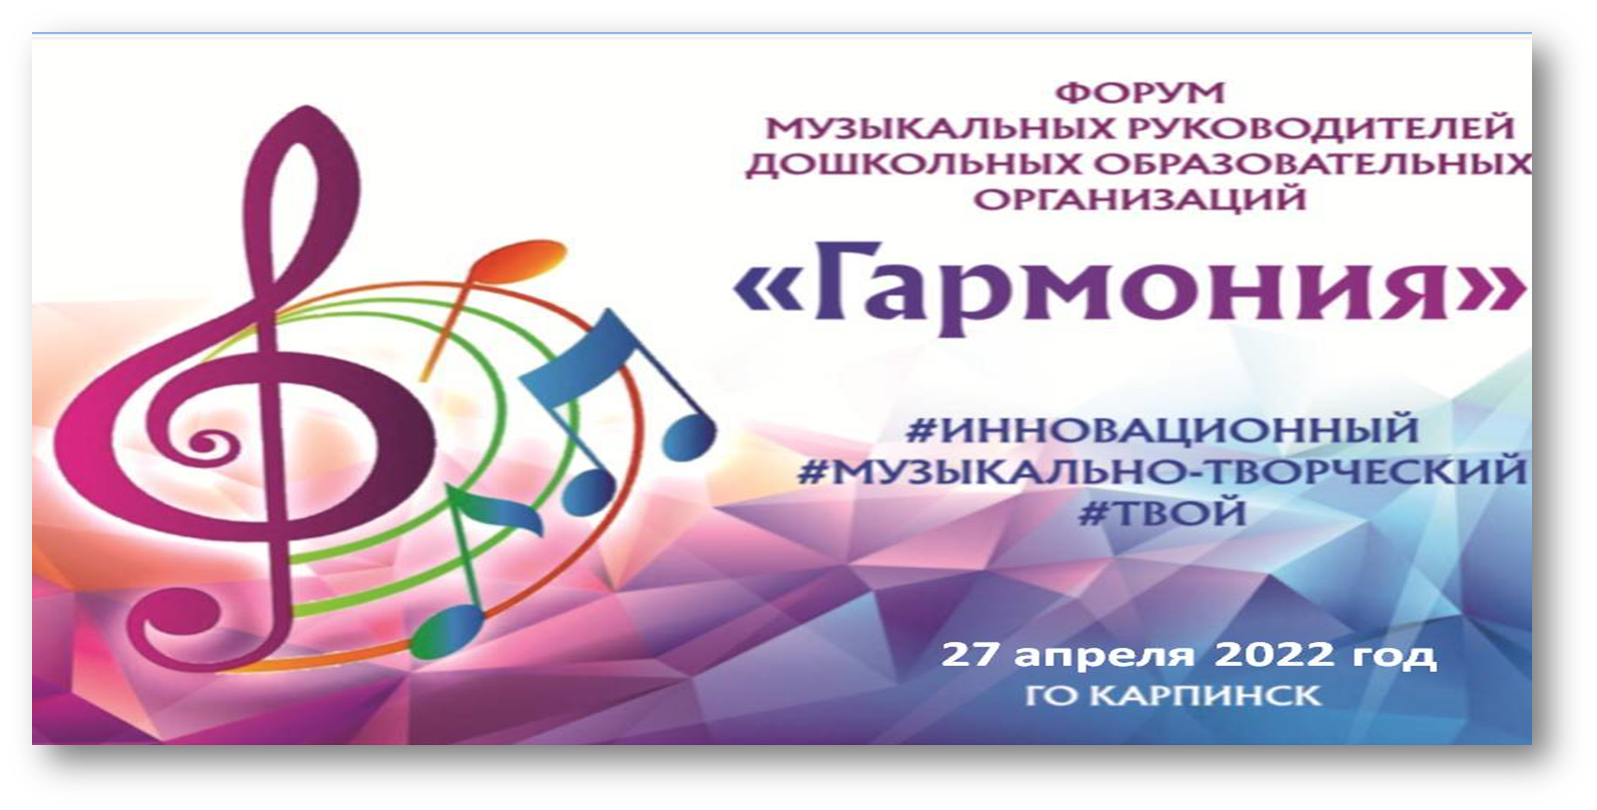 ФОРУМ
МУЗЫКАЛЬНЫХ РУКОВОДИТЕЛЕЙ
ДОШКОЛЬНЫХ ОБРАЗОВАТЕЛЬНЫХ
ОРГАНИЗАЦИЙ
«Гармония»
#ИННОВАЦИОННЫЙ
#МУЗЫКАЛЬНО-ТВОРЧЕСКИЙ
#ТВОЙ
27 апреля 2022 год
ГО КАРПИНСК